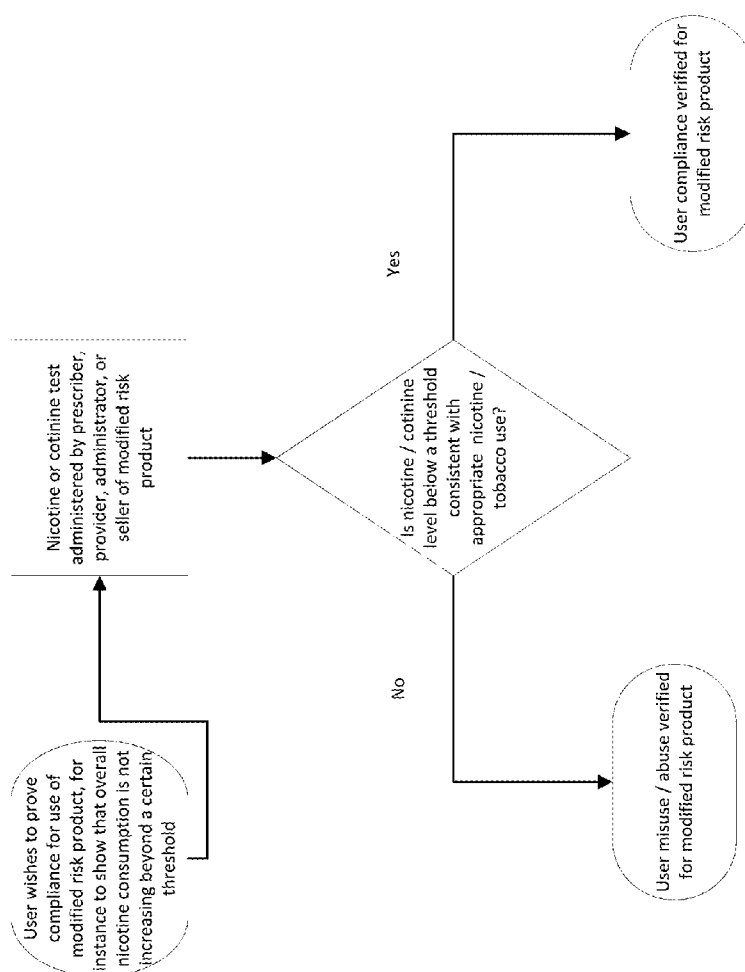 User wishes to prove
compliance for use of
modified risk product, for
instance to show that overall
nicotine consumption is not
increasing beyond a certain
threshold
Nicotine or cotinine test
administered by prescriber,
provider, administrator, or
seller of modified risk
product
Is nicotine / cotinine
level below a threshold
consistent with
appropriate nicotine /
tobacco use?
No
Yes
User misuse / abuse verified
for modified risk product
User compliance verified for
modified risk product